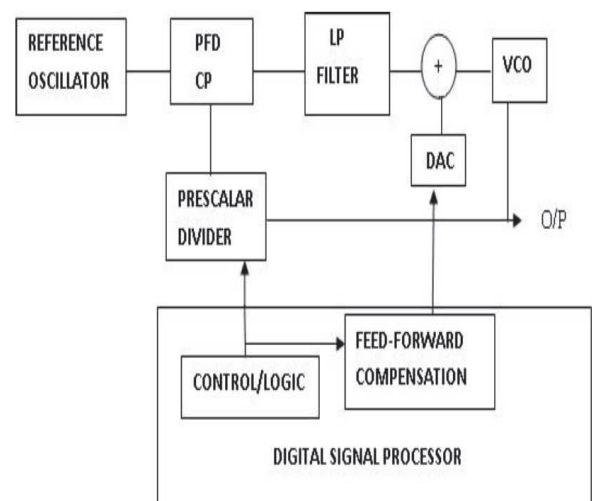 REFERENCE
OSCILLATOR
PFD
CP
LP
FILTER
+
VCO
DAC
PRESCALAR
DIVIDER
O/P
FEED-FORWARD
COMPENSATION
CONTROL/LOGIC
DIGITAL SIGNAL PROCESSOR